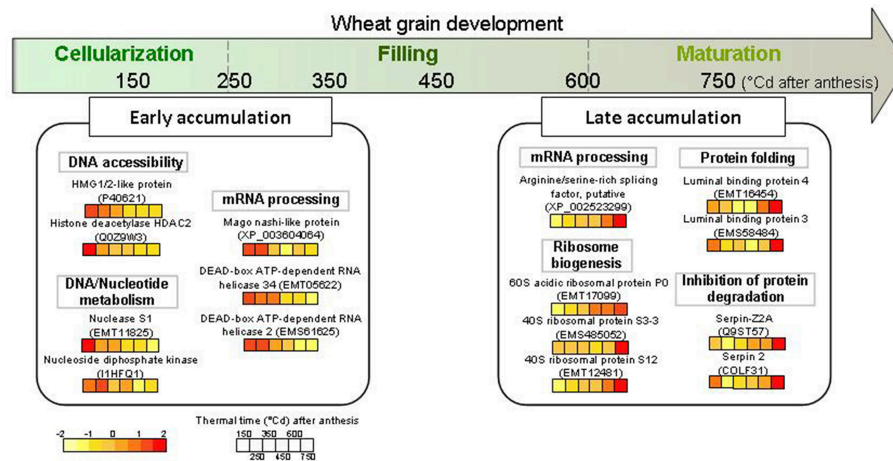 Wheat grain development
Cellularization Filling Maturation
150 250 350 450 600 750 (°Cd after anthesis)
Early accumulation
DNA accessibility
HMG1/2-like protein
(P40621)
Histone deacetylase HDAC2
(Q0Z9W3)
DNA/Nucleotide
metabolism
Nuclease S1
(EMT11825)
Nucleoside diphosphate kinase
(I1HFQ1)
mRNA processing
Mago nashi-like protein
(XP_003604064)
DEAD-box ATP-dependent RNA
helicase 34 (EMT05622)
DEAD-box ATP-dependent RNA
helicase 2 (EMS61625)
Late accumulation
mRNA processing
Arginine/serine-rich splicing
factor, putative
(XP_002523299)
Ribosome
biogenesis
60S acidic ribosomal protein P0
(EMT17099)
40S ribosomal protein S3-3
(EMS485052)
40S ribosomal protein S12
(EMT12481)
Protein folding
Luminal binding protein 4
(EMT16454)
Luminal binding protein 3
(EMS58484)
Inhibition of protein
degradation
Serpin-Z2A
(Q9ST57)
Serpin 2
(COLF31)
-2 -1 0 1 2
Thermal time (°Cd) after anthesis
150 350 600
250 450 750